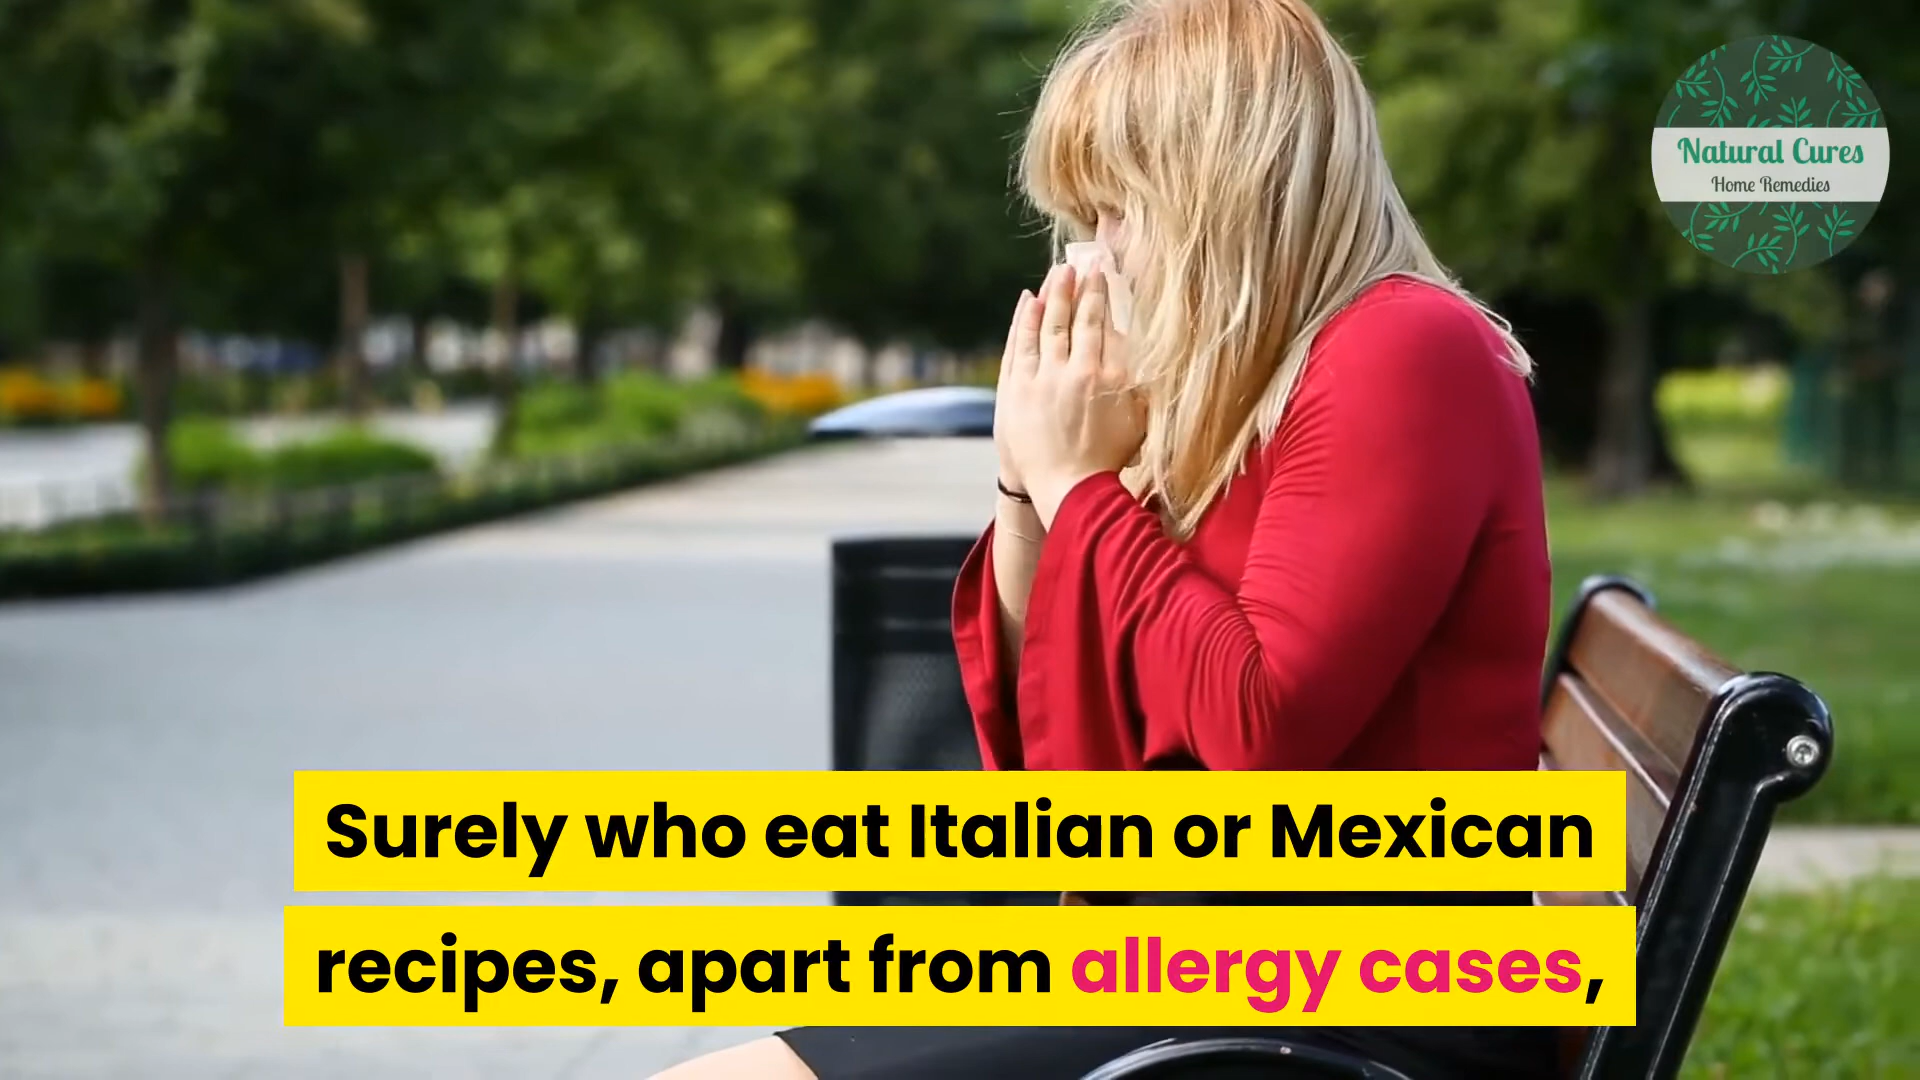 Natural Cures
Home Remedies
Surely who eat Italian or Mexican
recipes, apart from allergy cases,